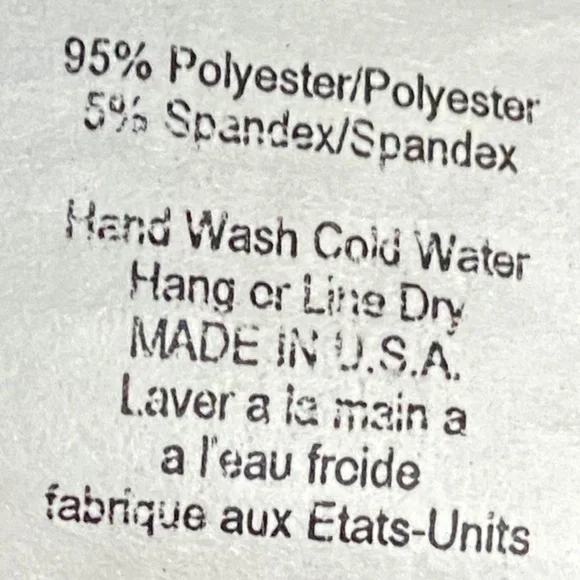 95% Polyester/Polyester
5% Spandex/Spandex
Hand Wash Cold Water
Hang or Line Dry
MADE IN U.S.A.
Laver a la main a
a l'eau froide
fabrique aux Etats-Units